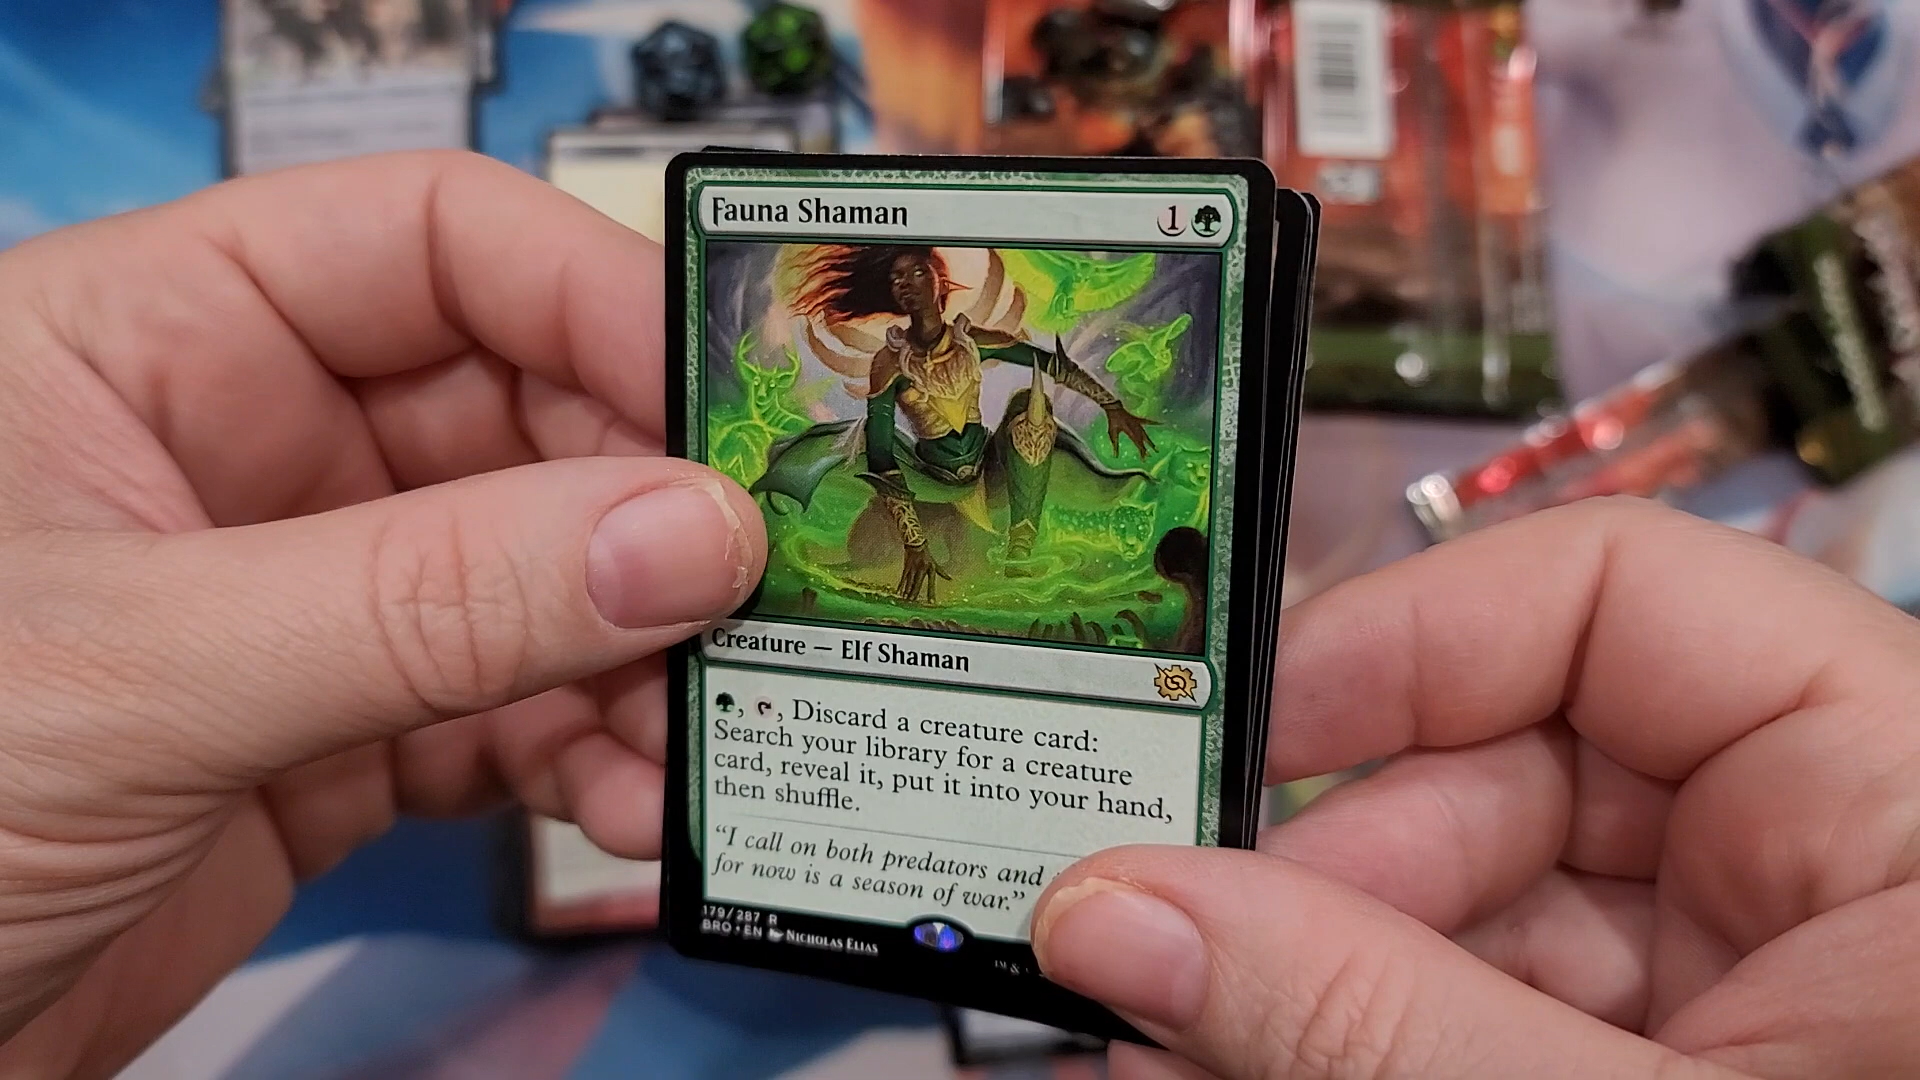 Fauna Shaman 1
Creature — Elf Shaman
, , Discard a creature card:
Search your library for a creature
card, reveal it, put it into your hand,
then shuffle.
“I call on both predators and
for now is a season of war.”
179/287 R
BRO • EN Nicholas Elias
™ &